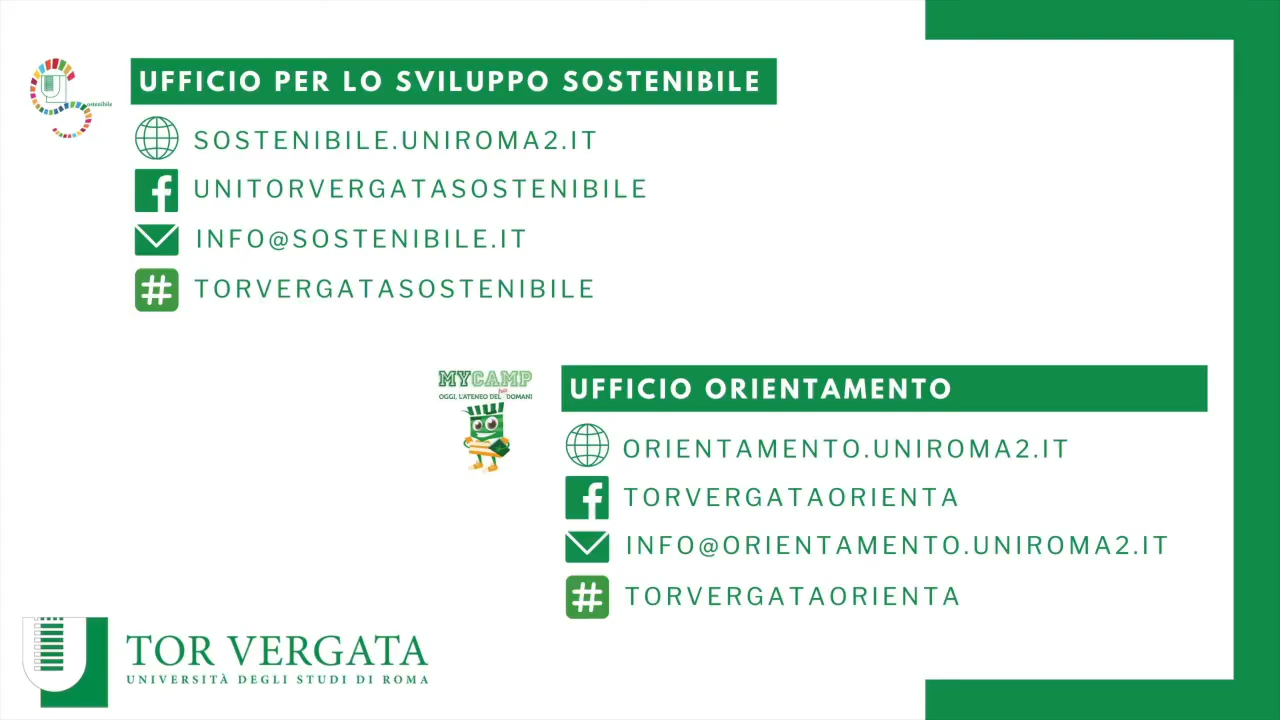 UFFICIO PER LO SVILUPPO SOSTENIBILE
ostenibile
SOSTENIBILE.UNIROMA2.IT
UNITORVERGATASOSTENIBILE
INFO@SOSTENIBILE.IT
# TORVERGATASOSTENIBILE
MYCAMP
OGGI, L'ATENEO DEL DOMANI
UFFICIO ORIENTAMENTO
ORIENTAMENTO.UNIROMA2.IT
TORVERGATAORIENTA
INFO@ORIENTAMENTO.UNIROMA2.IT
# TORVERGATAORIENTA
TOR VERGATA
UNIVERSITÀ DEGLI STUDI DI ROMA